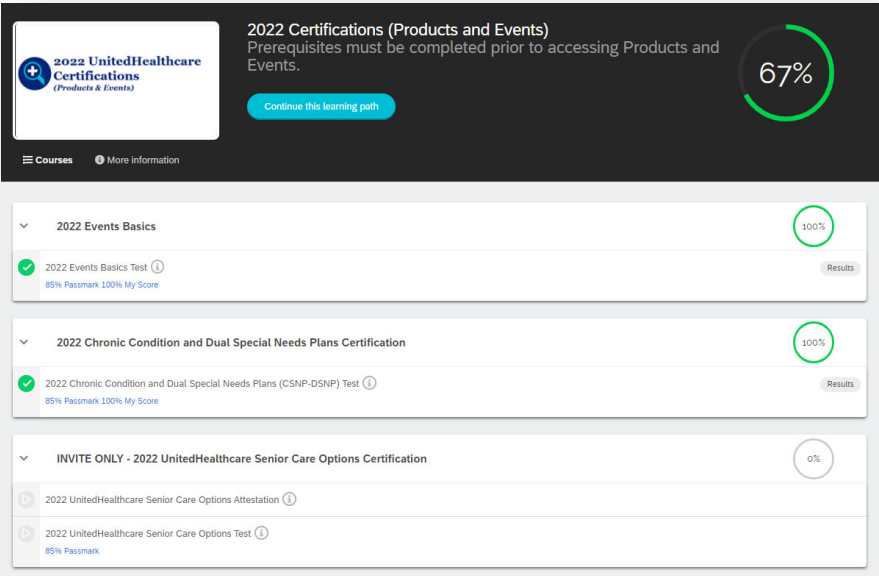 2022 UnitedHealthcare
Certifications
(Products & Events)
2022 Certifications (Products and Events)
Prerequisites must be completed prior to accessing Products and
Events.
67%
Continue this learning path
Courses
More information
2022 Events Basics
100%
2022 Events Basics Test
Results
85% Passmark 100% My Score
2022 Chronic Condition and Dual Special Needs Plans Certification
100%
2022 Chronic Condition and Dual Special Needs Plans (CSNP-DSNP) Test
Results
85% Passmark 100% My Score
INVITE ONLY - 2022 UnitedHealthcare Senior Care Options Certification
0%
2022 UnitedHealthcare Senior Care Options Attestation
2022 UnitedHealthcare Senior Care Options Test
85% Passmark